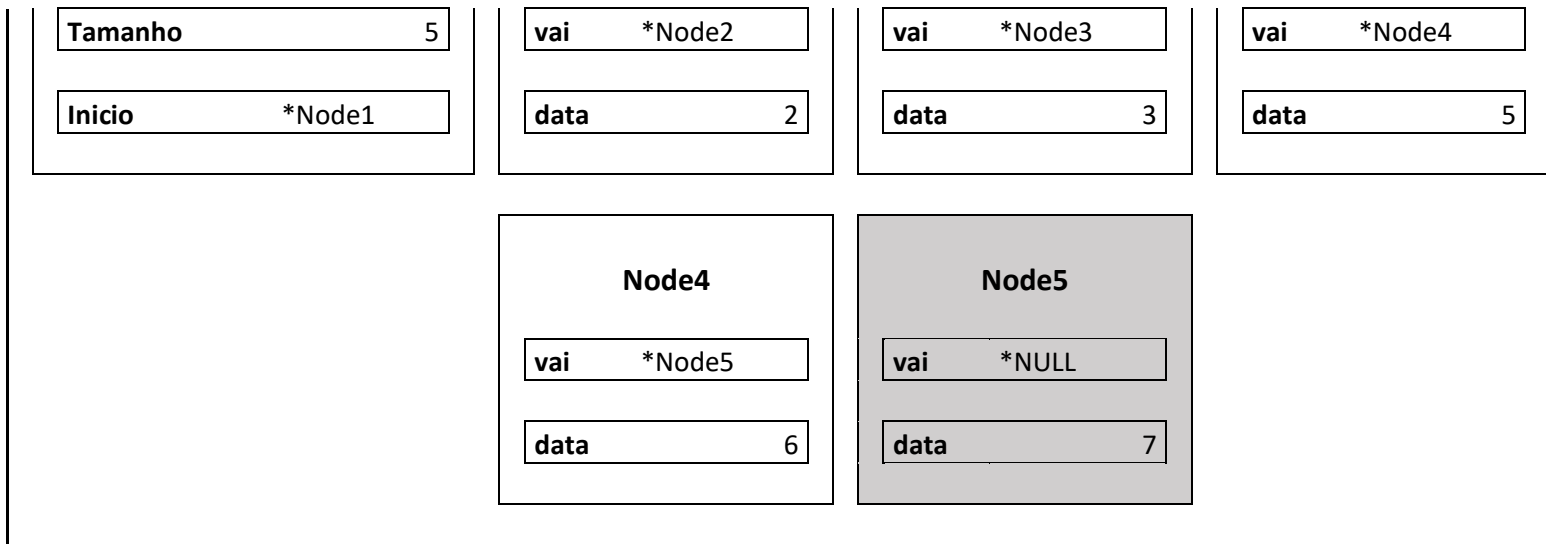 Tamanho 5 vai *Node2 vai *Node3 vai *Node4
Inicio *Node1 data 2 data 3 data 5
Node4 Node5
vai *Node5 vai *NULL
data 6 data 7